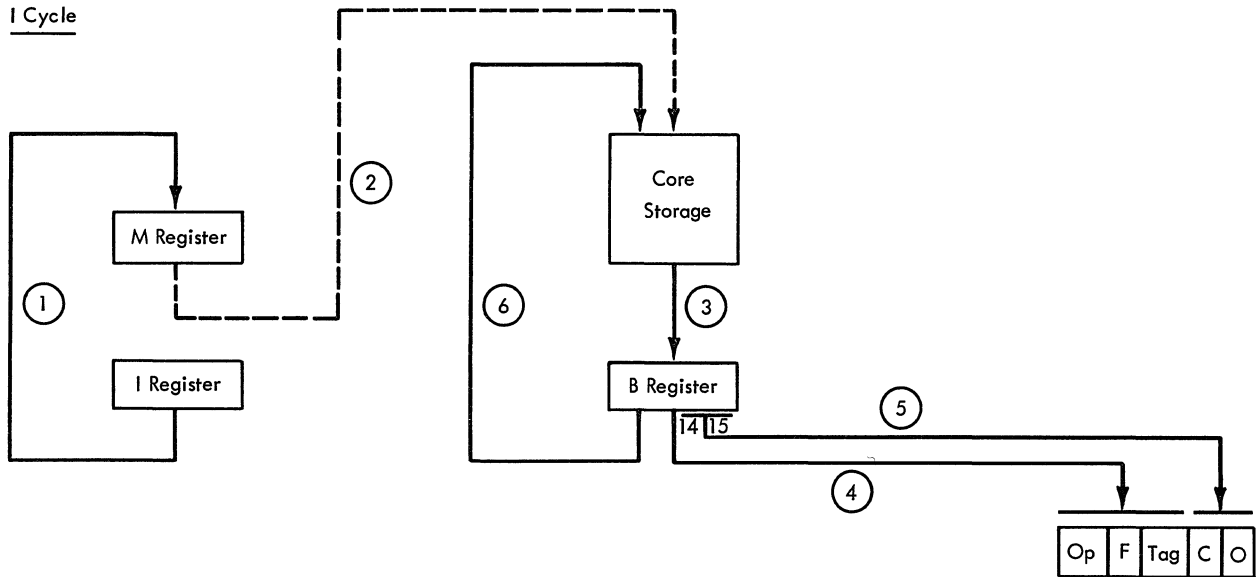 I Cycle
2
Core
Storage
M Register
1
6
3
I Register
B Register
14 15
5
4
Op F Tag C O